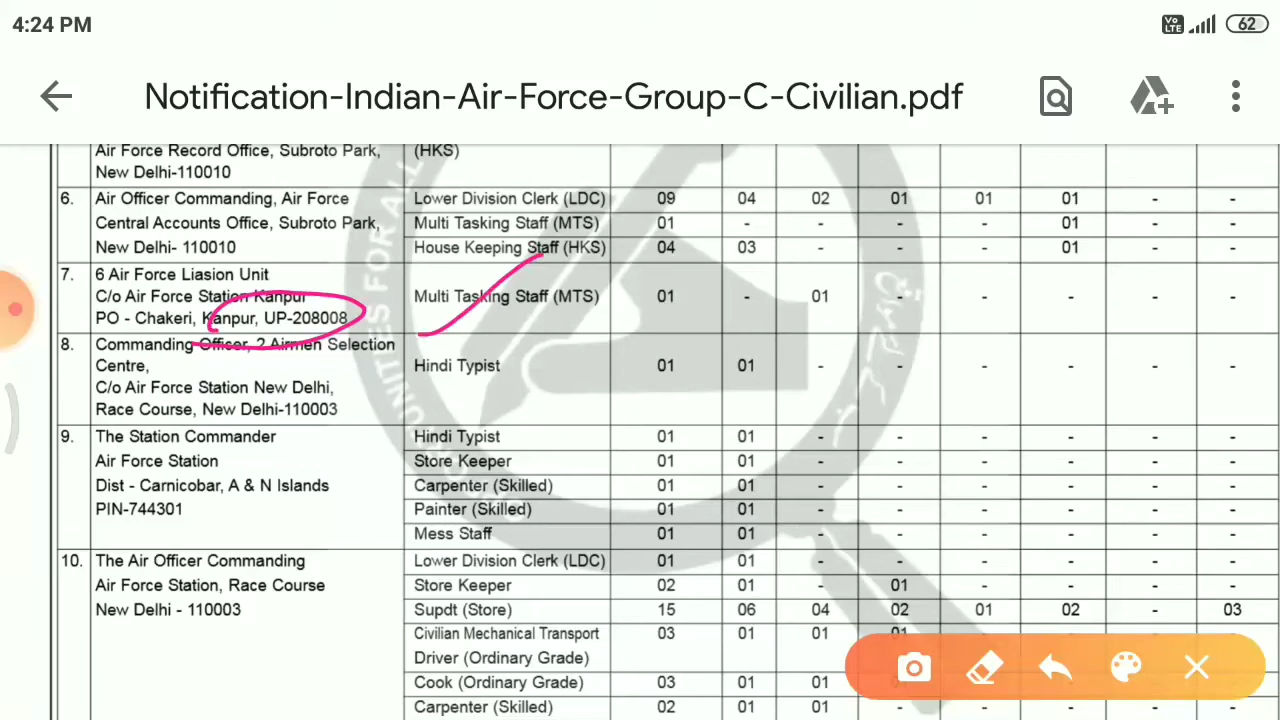 4:24 PM
Vo LTE
62
Notification-Indian-Air-Force-Group-C-Civilian.pdf
Air Force Record Office, Subroto Park, (HKS)
New Delhi-110010
6. Air Officer Commanding, Air Force Lower Division Clerk (LDC) 09 04 02 01 01 01 - -
Central Accounts Office, Subroto Park, Multi Tasking Staff (MTS) 01 - - - - 01 - -
New Delhi- 110010 House Keeping Staff (HKS) 04 03 - - - 01 - -
7. 6 Air Force Liasion Unit
C/o Air Force Station Kanpur Multi Tasking Staff (MTS) 01 - 01 - - - - -
PO - Chakeri, Kanpur, UP-208008
8. Commanding Officer, 2 Airmen Selection
Centre, Hindi Typist 01 01 - - - - - -
C/o Air Force Station New Delhi,
Race Course, New Delhi-110003
9. The Station Commander Hindi Typist 01 01 - - - - - -
Air Force Station Store Keeper 01 01 - - - - - -
Dist - Carnicobar, A & N Islands Carpenter (Skilled) 01 01 - - - - - -
PIN-744301 Painter (Skilled) 01 01 - - - - - -
Mess Staff 01 01 - - - - - -
10. The Air Officer Commanding Lower Division Clerk (LDC) 01 01 - - - - - -
Air Force Station, Race Course Store Keeper 02 01 - 01 - - - -
New Delhi - 110003 Supdt (Store) 15 06 04 02 01 02 - 03
Civilian Mechanical Transport 03 01 01 01
Driver (Ordinary Grade)
Cook (Ordinary Grade) 03 01 01
Carpenter (Skilled) 02 01 01 - - - - -